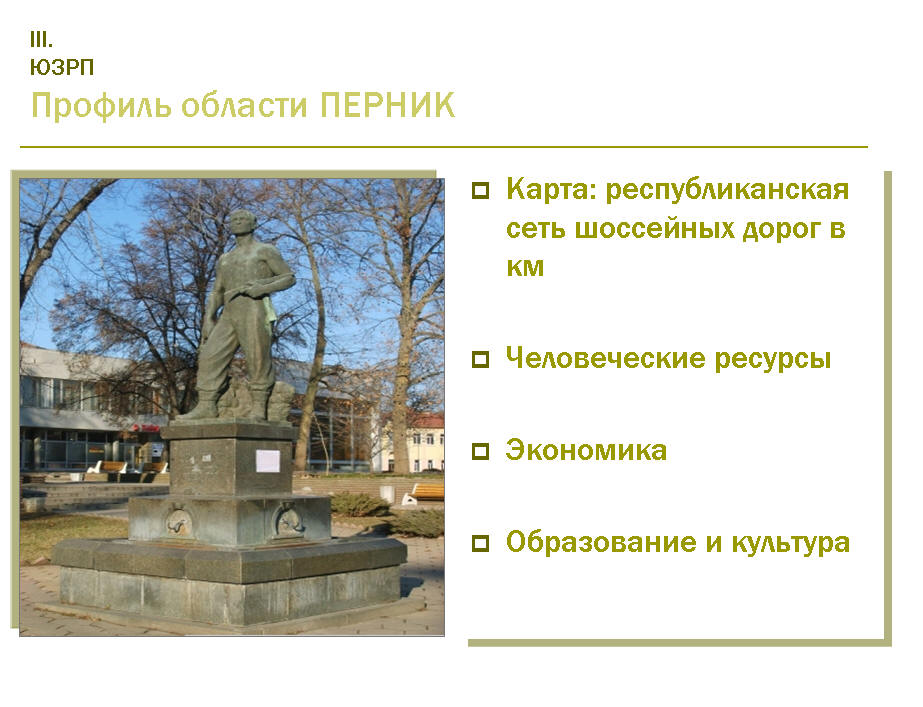 III.
ЮЗРП
Профиль области ПЕРНИК
Карта: республиканская
сеть шоссейных дорог в
км
Человеческие ресурсы
Экономика
Образование и культура